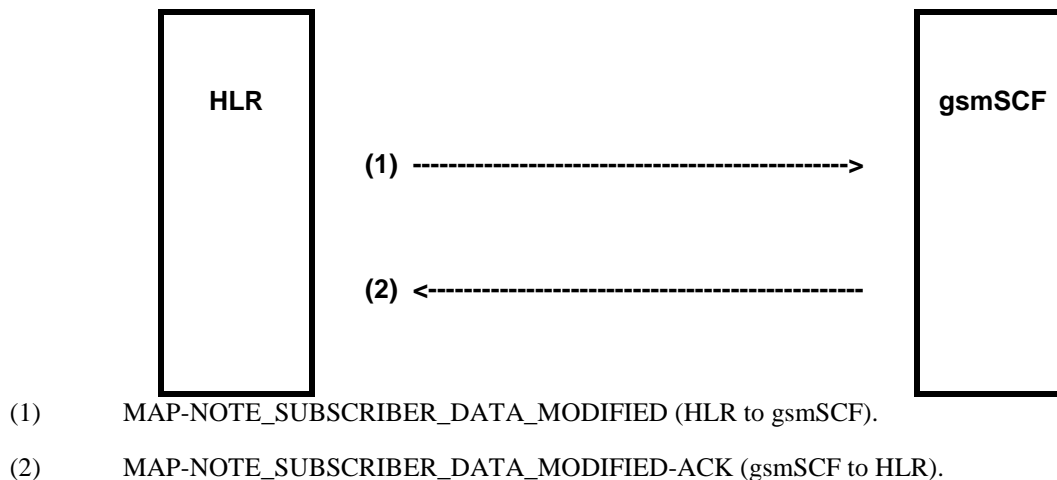 HLR gsmSCF
(1) ------------------------------------------------>
(2) <------------------------------------------------
(1) MAP-NOTE_SUBSCRIBER_DATA_MODIFIED (HLR to gsmSCF).
(2) MAP-NOTE_SUBSCRIBER_DATA_MODIFIED-ACK (gsmSCF to HLR).